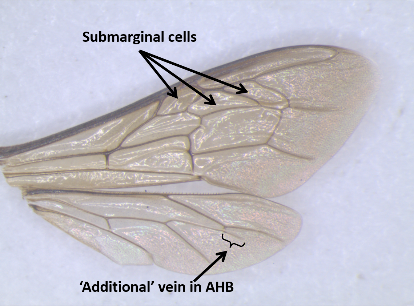 Submarginal cells
‘Additional’ vein in AHB